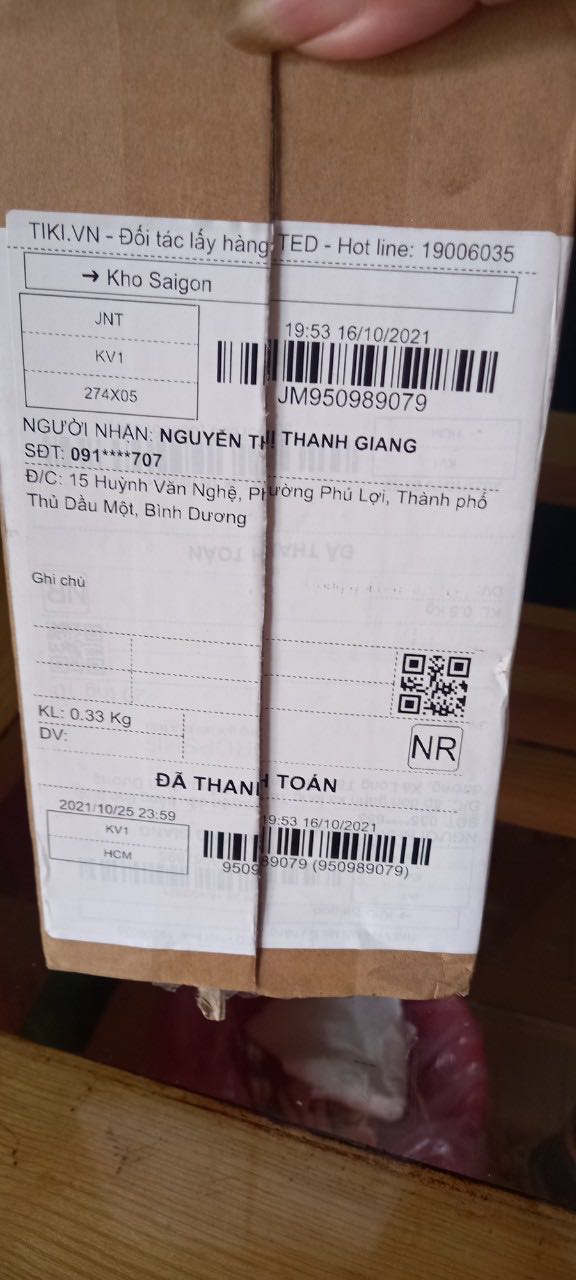 TIKI.VN - Đối tác lấy hàng: TED - Hot line: 19006035
➔ Kho Saigon
JNT
KV1
274X05
19:53 16/10/2021
JM950989079
NGƯỜI NHẬN: NGUYỄN THỊ THANH GIANG
SĐT: 091****707
Đ/C: 15 Huỳnh Văn Nghệ, Phường Phú Lợi, Thành phố
Thủ Dầu Một, Bình Dương
Ghi chú
KL: 0.33 Kg
DV:
NR
ĐÃ THANH TOÁN
2021/10/25 23:59
KV1
HCM
19:53 16/10/2021
950989079 (950989079)